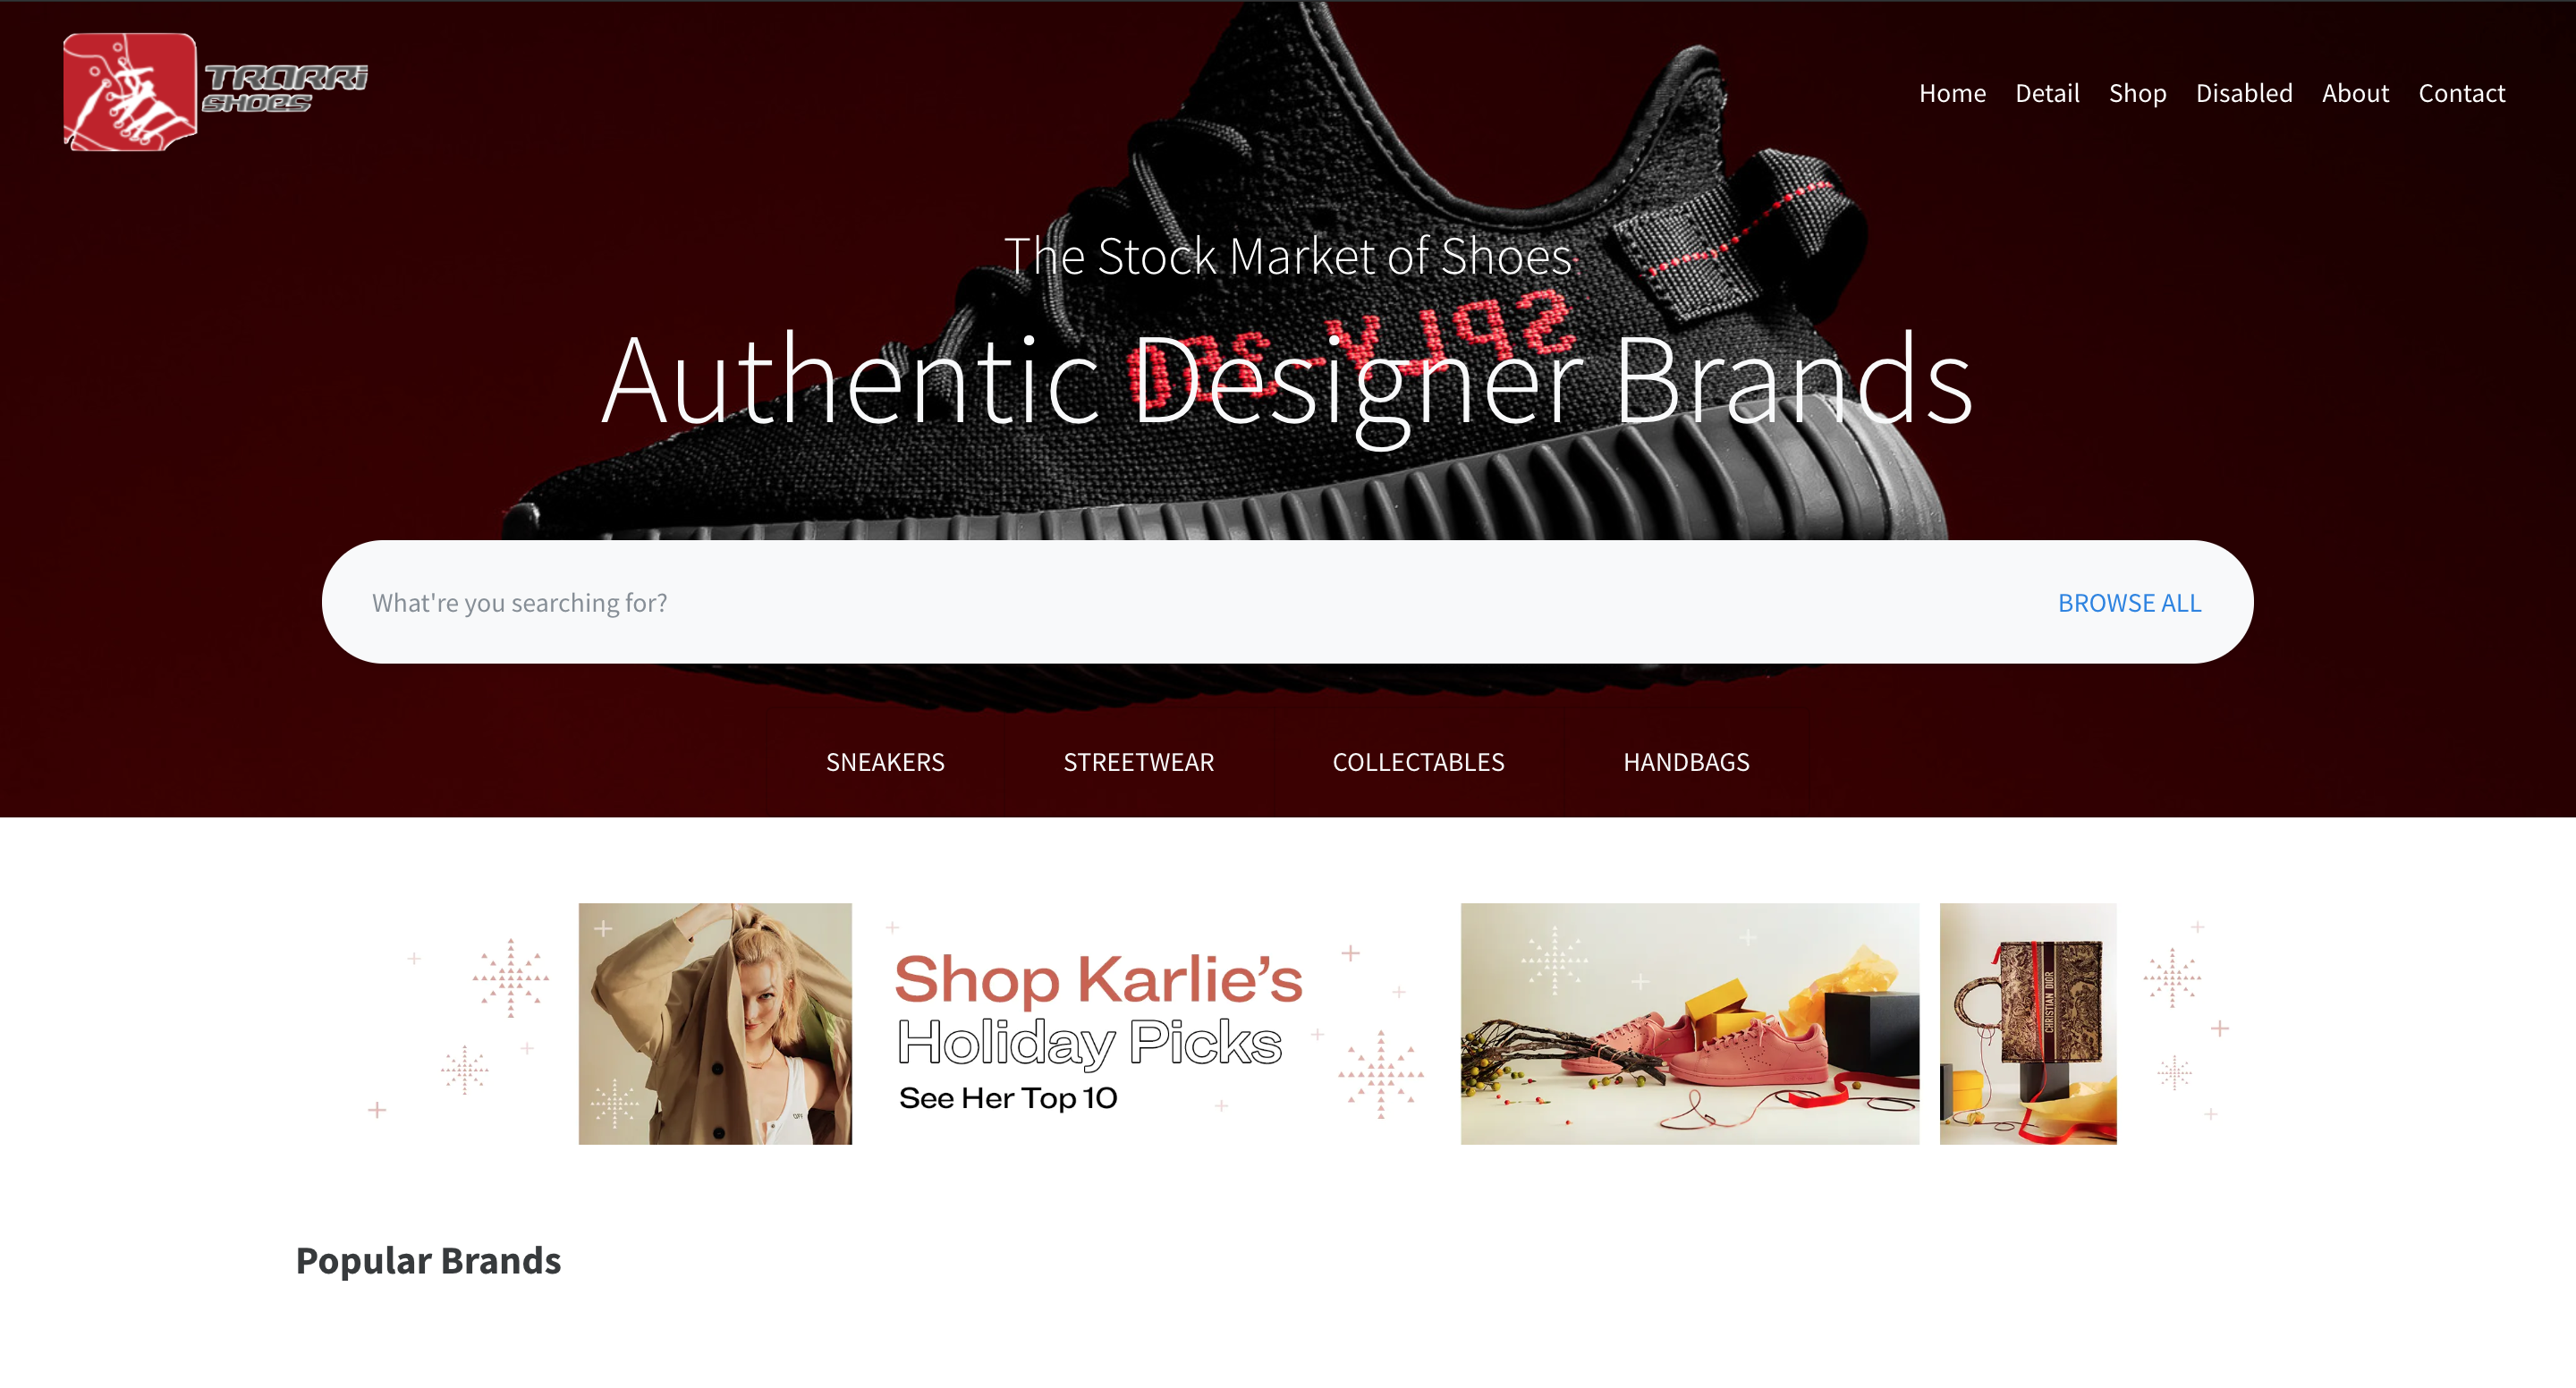 TRARRI
SHOES
Home Detail Shop Disabled About Contact
The Stock Market of Shoes
SPLY-350
Authentic Designer Brands
What're you searching for?
BROWSE ALL
SNEAKERS STREETWEAR COLLECTABLES HANDBAGS
Shop Karlie’s
Holiday Picks
See Her Top 10
CHRISTIAN DIOR
Popular Brands